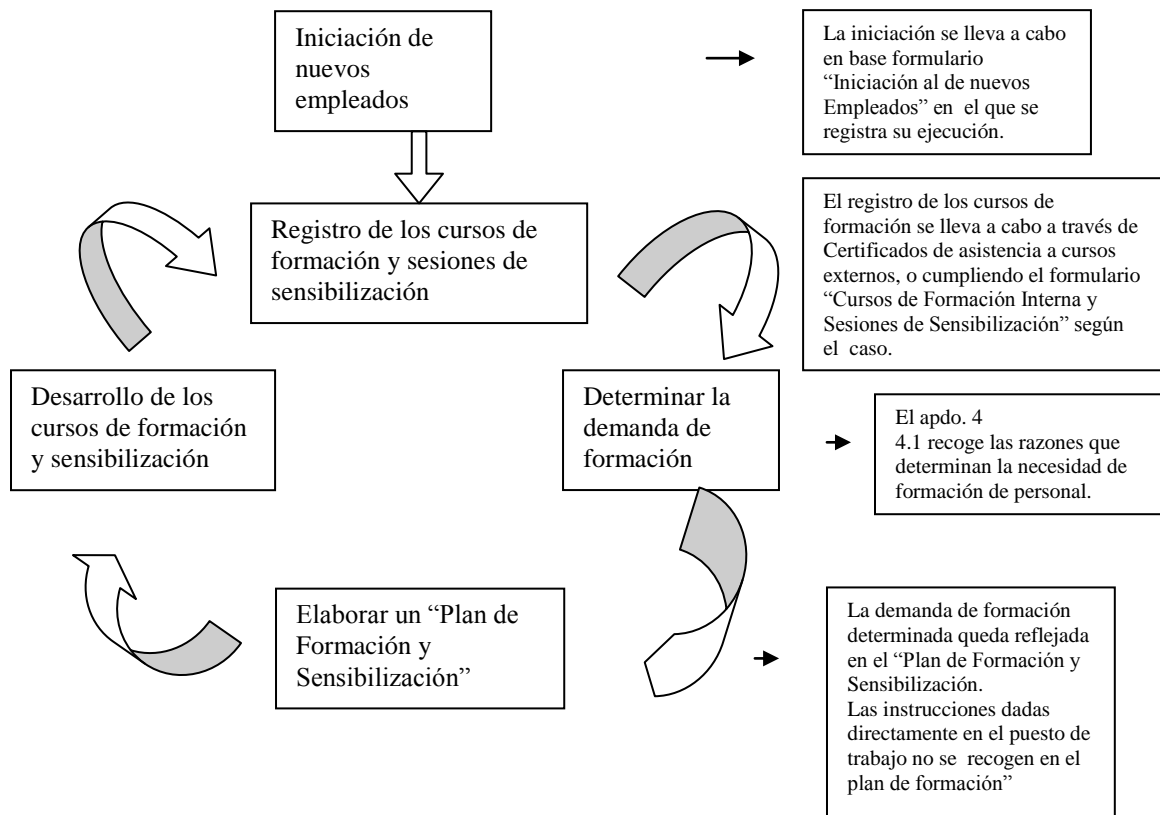 Iniciación de
nuevos
empleados
La iniciación se lleva a cabo
en base formulario
“Iniciación al de nuevos
Empleados” en el que se
registra su ejecución.
Registro de los cursos de
formación y sesiones de
sensibilización
El registro de los cursos de
formación se lleva a cabo a través de
Certificados de asistencia a cursos
externos, o cumpliendo el formulario
“Cursos de Formación Interna y
Sesiones de Sensibilización” según
el caso.
Desarrollo de los
cursos de formación
y sensibilización
Determinar la
demanda de
formación
El apdo. 4
4.1 recoge las razones que
determinan la necesidad de
formación de personal.
Elaborar un “Plan de
Formación y
Sensibilización”
La demanda de formación
determinada queda reflejada
en el “Plan de Formación y
Sensibilización.
Las instrucciones dadas
directamente en el puesto de
trabajo no se recogen en el
plan de formación”